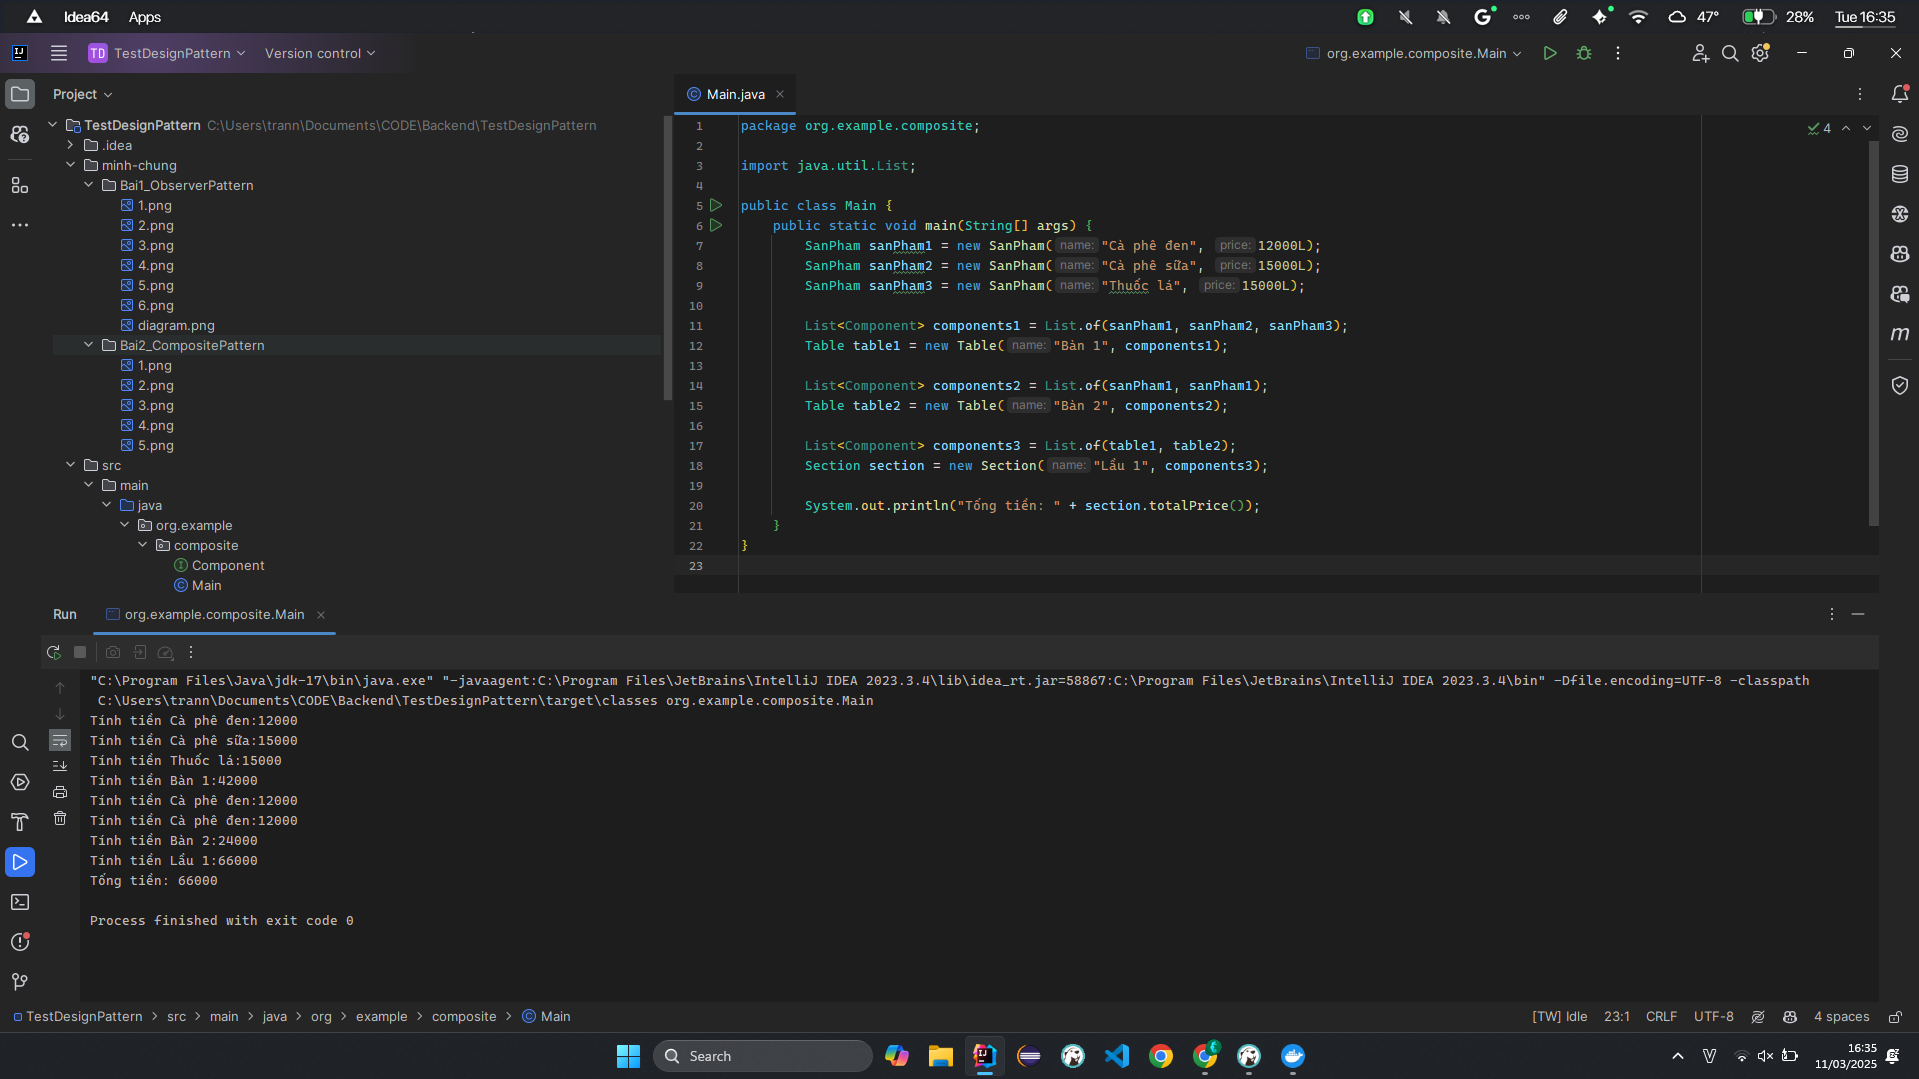 Idea64 Apps
47° 28% Tue 16:35
TD TestDesignPattern Version control
org.example.composite.Main
Project
TestDesignPattern C:\Users\trann\Documents\CODE\Backend\TestDesignPattern
.idea
minh-chung
Bai1_ObserverPattern
1.png
2.png
3.png
4.png
5.png
6.png
diagram.png
Bai2_CompositePattern
1.png
2.png
3.png
4.png
5.png
src
main
java
org.example
composite
Component
Main
Main.java
4
1 package org.example.composite;
2
3 import java.util.List;
4
5 public class Main {
6 public static void main(String[] args) {
7 SanPham sanPham1 = new SanPham( name: "Cà phê đen", price: 12000L);
8 SanPham sanPham2 = new SanPham( name: "Cà phê sữa", price: 15000L);
9 SanPham sanPham3 = new SanPham( name: "Thuốc lá", price: 15000L);
10
11 List<Component> components1 = List.of(sanPham1, sanPham2, sanPham3);
12 Table table1 = new Table( name: "Bàn 1", components1);
13
14 List<Component> components2 = List.of(sanPham1, sanPham1);
15 Table table2 = new Table( name: "Bàn 2", components2);
16
17 List<Component> components3 = List.of(table1, table2);
18 Section section = new Section( name: "Lầu 1", components3);
19
20 System.out.println("Tổng tiền: " + section.totalPrice());
21 }
22 }
23
Run org.example.composite.Main
"C:\Program Files\Java\jdk-17\bin\java.exe" "-javaagent:C:\Program Files\JetBrains\IntelliJ IDEA 2023.3.4\lib\idea_rt.jar=58867:C:\Program Files\JetBrains\IntelliJ IDEA 2023.3.4\bin" -Dfile.encoding=UTF-8 -classpath
C:\Users\trann\Documents\CODE\Backend\TestDesignPattern\target\classes org.example.composite.Main
Tính tiền Cà phê đen:12000
Tính tiền Cà phê sữa:15000
Tính tiền Thuốc lá:15000
Tính tiền Bàn 1:42000
Tính tiền Cà phê đen:12000
Tính tiền Cà phê đen:12000
Tính tiền Bàn 2:24000
Tính tiền Lầu 1:66000
Tổng tiền: 66000
Process finished with exit code 0
TestDesignPattern > src > main > java > org > example > composite > Main
[TW] Idle 23:1 CRLF UTF-8 4 spaces
Search
16:35
11/03/2025